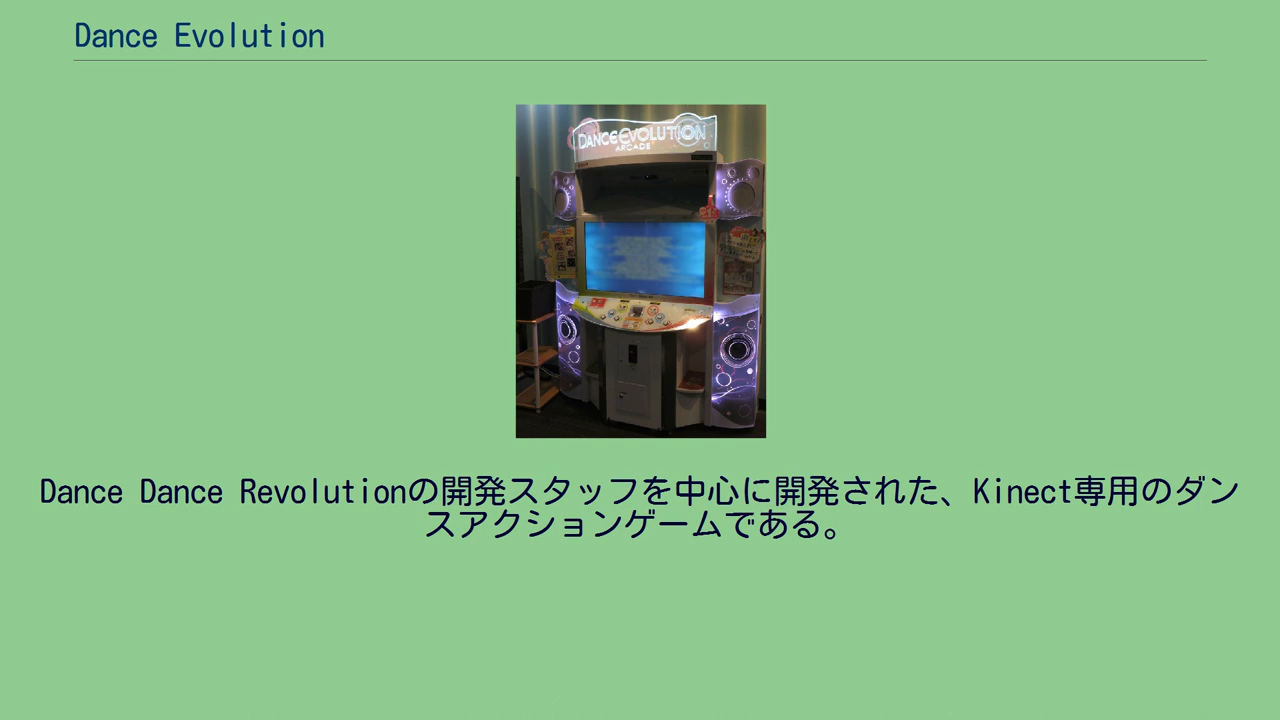 Dance Evolution
DANCEEVOLUTION
ARCADE
Dance Dance Revolutionの開発スタッフを中心に開発された、Kinect専用のダン
スアクションゲームである。